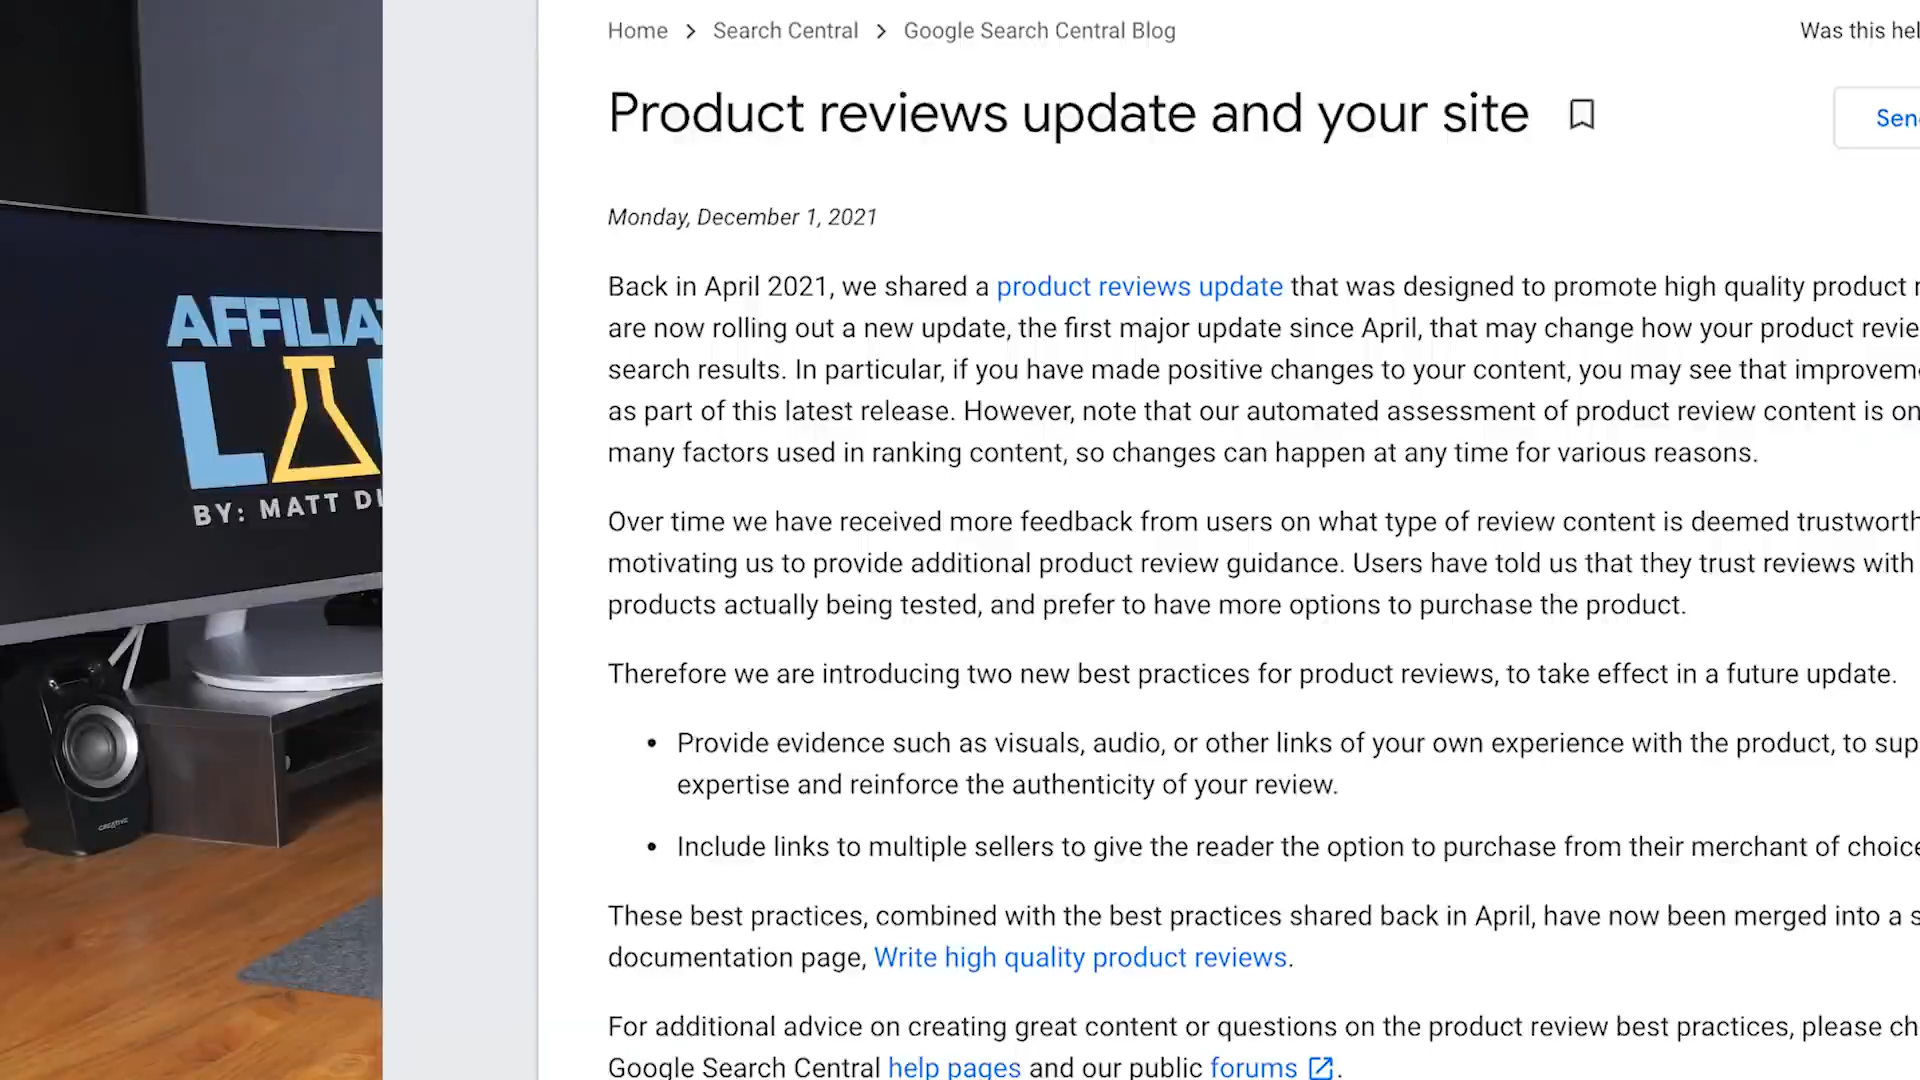 Home > Search Central > Google Search Central Blog
Was this
Product reviews update and your site
Monday, December 1, 2021
Back in April 2021, we shared a product reviews update that was designed to promote high quality product
are now rolling out a new update, the first major update since April, that may change how your product
search results. In particular, if you have made positive changes to your content, you may see that
as part of this latest release. However, note that our automated assessment of product review content is
many factors used in ranking content, so changes can happen at any time for various reasons.
Over time we have received more feedback from users on what type of review content is deemed
motivating us to provide additional product review guidance. Users have told us that they trust reviews with
products actually being tested, and prefer to have more options to purchase the product.
Therefore we are introducing two new best practices for product reviews, to take effect in a future update.
• Provide evidence such as visuals, audio, or other links of your own experience with the product, to
expertise and reinforce the authenticity of your review.
• Include links to multiple sellers to give the reader the option to purchase from their merchant of
These best practices, combined with the best practices shared back in April, have now been merged into a
documentation page, Write high quality product reviews.
For additional advice on creating great content or questions on the product review best practices, please
Google Search Central help pages and our public forums.
BY: MATT
CREATIVE